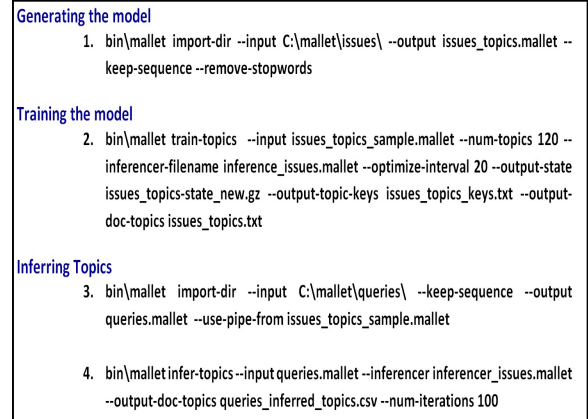 Generating the model
1. bin\mallet import-dir --input C:\mallet\issues\ --output issues_topics.mallet --
keep-sequence --remove-stopwords
Training the model
2. bin\mallet train-topics --input issues_topics_sample.mallet --num-topics 120 --
inferencer-filename inference_issues.mallet --optimize-interval 20 --output-state
issues_topics-state_new.gz --output-topic-keys issues_topics_keys.txt --output-
doc-topics issues_topics.txt
Inferring Topics
3. bin\mallet import-dir --input C:\mallet\queries\ --keep-sequence --output
queries.mallet --use-pipe-from issues_topics_sample.mallet
4. bin\mallet infer-topics --input queries.mallet --inferencer inferencer_issues.mallet
--output-doc-topics queries_inferred_topics.csv --num-iterations 100